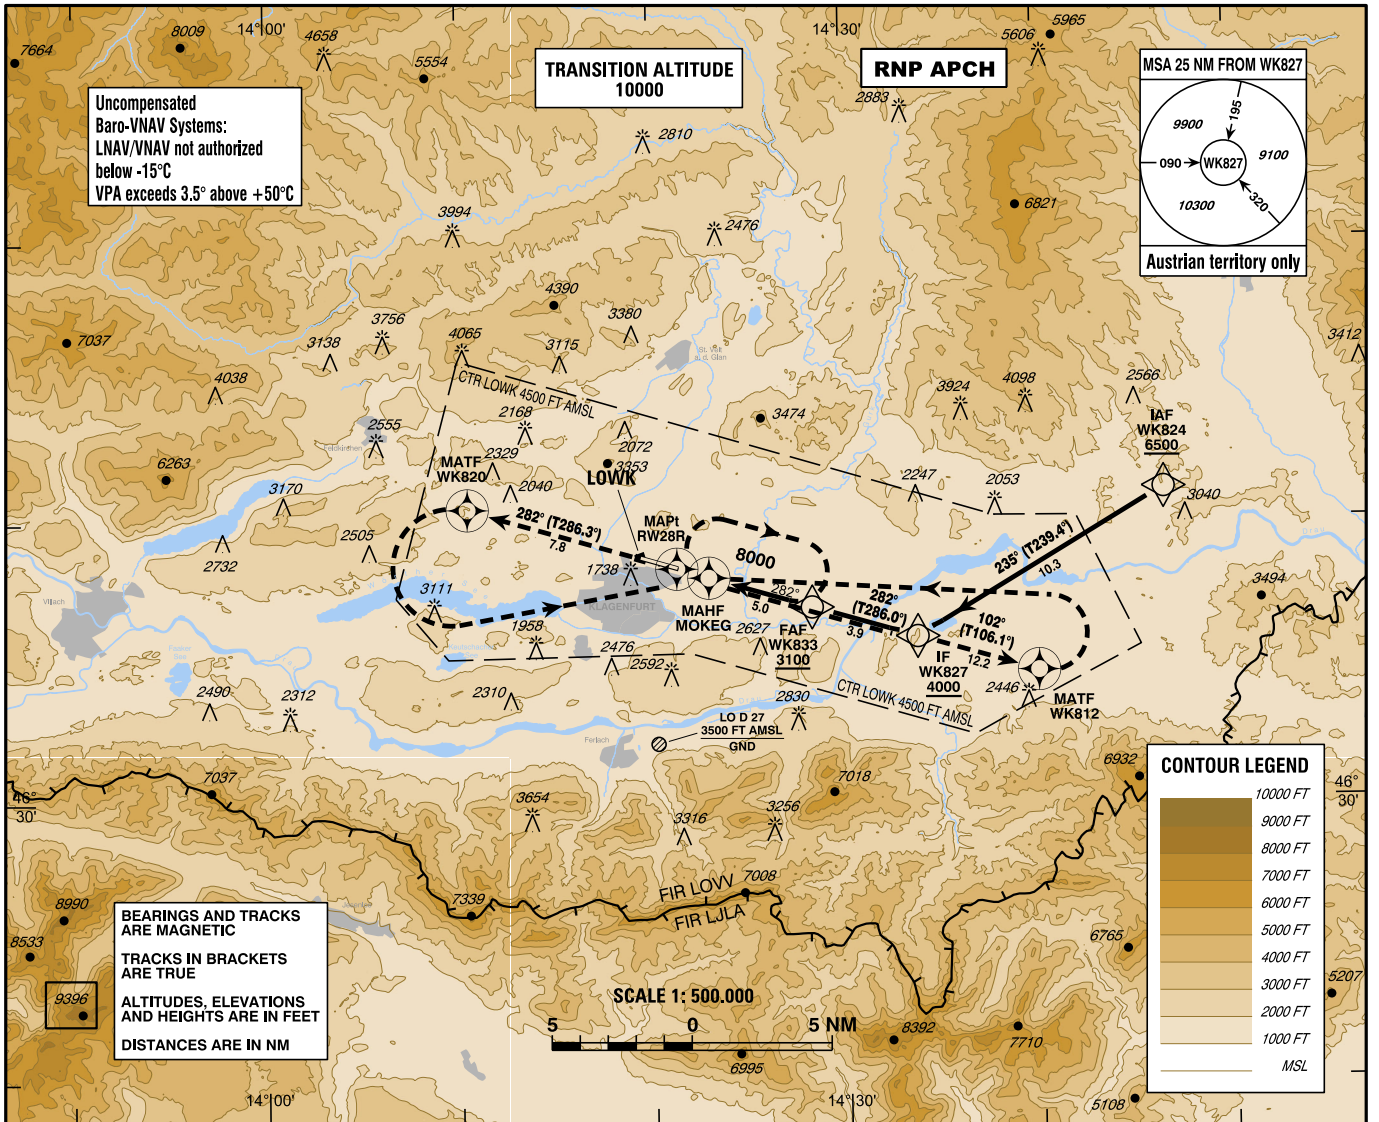 14°00'
14°30'
7664
8009
4658
5554
5965
5606
2883
2810
TRANSITION ALTITUDE
10000
RNP APCH
MSA 25 NM FROM WK827
195
9900
9100
090
WK827
320
10300
Austrian territory only
Uncompensated
Baro-VNAV Systems:
LNAV/VNAV not authorized
below -15°C
VPA exceeds 3.5° above +50°C
3994
2476
6821
4390
3380
3756
3138
4065
3115
7037
4038
St. Veit
a. d. Glan
3412
CTR LOWK 4500 FT AMSL
3924
4098
2566
3474
2168
2555
Feldkirchen
2072
2329
3353
2040
LOWK
MATF
WK820
6263
3170
2505
2732
IAF
WK824
6500
3040
2247
2053
282° (T286.3°)
7.8
MAPt
RW28R
8000
235° (T239.4°)
10.3
1738
3111
KLAGENFURT
MAHF
MOKEG
282°
5.0
282°
(T286.0°)
3.9
FAF
WK833
3100
102°
(T106.1°)
12.2
IF
WK827
4000
MATF
WK812
3494
Villach
1958
2476
2592
2627
2446
2490
2312
2310
2830
CTR LOWK 4500 FT AMSL
LO D 27
3500 FT AMSL
GND
Ferlach
7037
3654
3316
3256
7018
6932
46°
30'
46°
30'
7339
7008
FIR LOVV
FIR LJLA
8990
8533
9396
BEARINGS AND TRACKS
ARE MAGNETIC
TRACKS IN BRACKETS
ARE TRUE
ALTITUDES, ELEVATIONS
AND HEIGHTS ARE IN FEET
DISTANCES ARE IN NM
SCALE 1: 500.000
5 0 5 NM
6995
8392
7710
6765
5207
5108
CONTOUR LEGEND
10000 FT
9000 FT
8000 FT
7000 FT
6000 FT
5000 FT
4000 FT
3000 FT
2000 FT
1000 FT
MSL
14°00'
14°30'